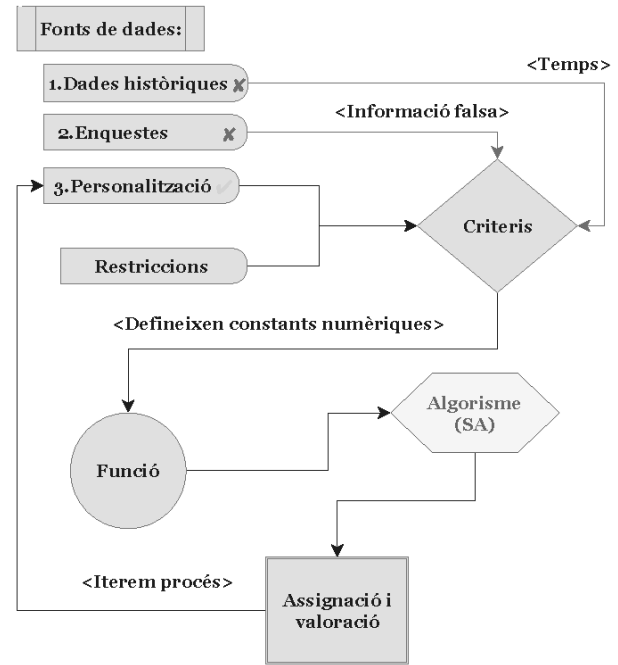 Fonts de dades:
<Temps>
1.Dades històriques ✘
<Informació falsa>
2.Enquestes ✘
3.Personalització ✓
Criteris
Restriccions
<Defineixen constants numèriques>
Algorisme
(SA)
Funció
<Iterem procés>
Assignació i
valoració